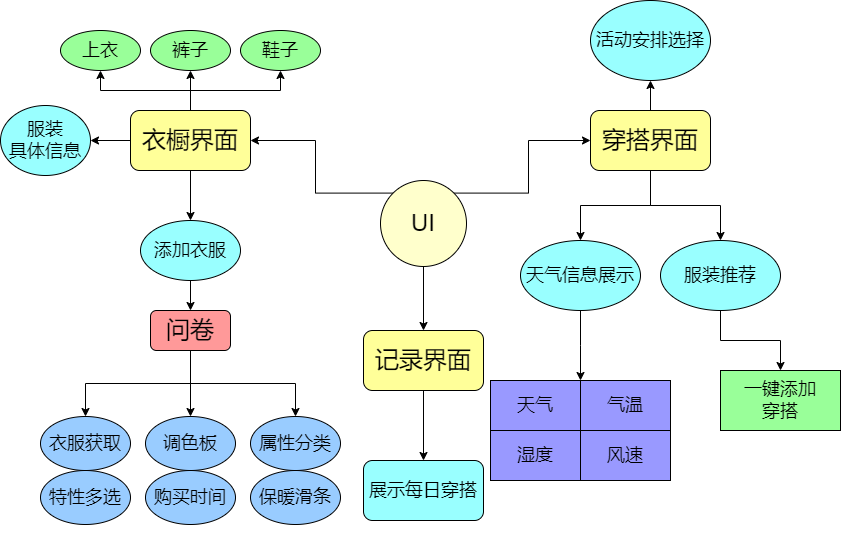 上衣
裤子
鞋子
活动安排选择
服装
具体信息
衣橱界面
穿搭界面
UI
添加衣服
天气信息展示
服装推荐
问卷
记录界面
天气
气温
湿度
风速
一键添加
穿搭
衣服获取
调色板
属性分类
特性多选
购买时间
保暖滑条
展示每日穿搭